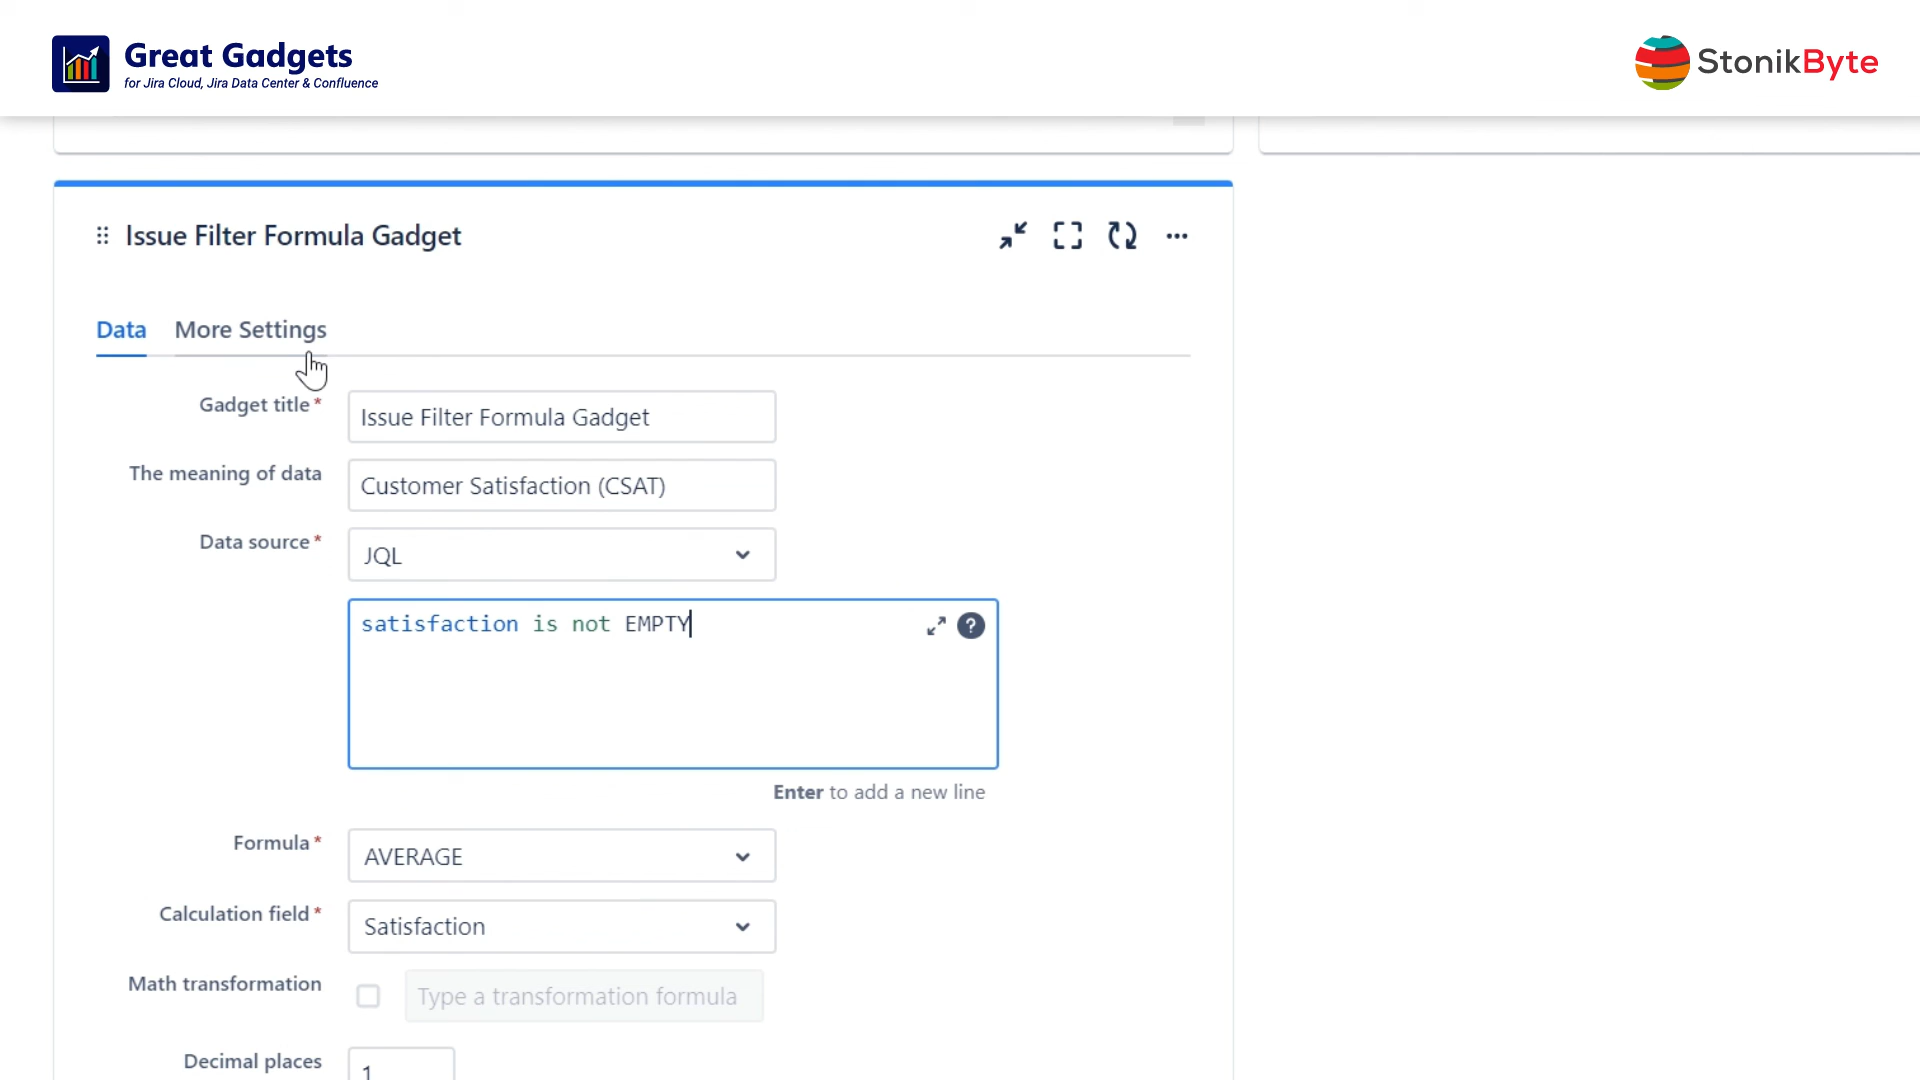 Great Gadgets
for Jira Cloud, Jira Data Center & Confluence
StonikByte
Issue Filter Formula Gadget
Data More Settings
Gadget title* Issue Filter Formula Gadget
The meaning of data Customer Satisfaction (CSAT)
Data source* JQL
satisfaction is not EMPTY ?
Enter to add a new line
Formula* AVERAGE
Calculation field* Satisfaction
Math transformation Type a transformation formula
Decimal places 1